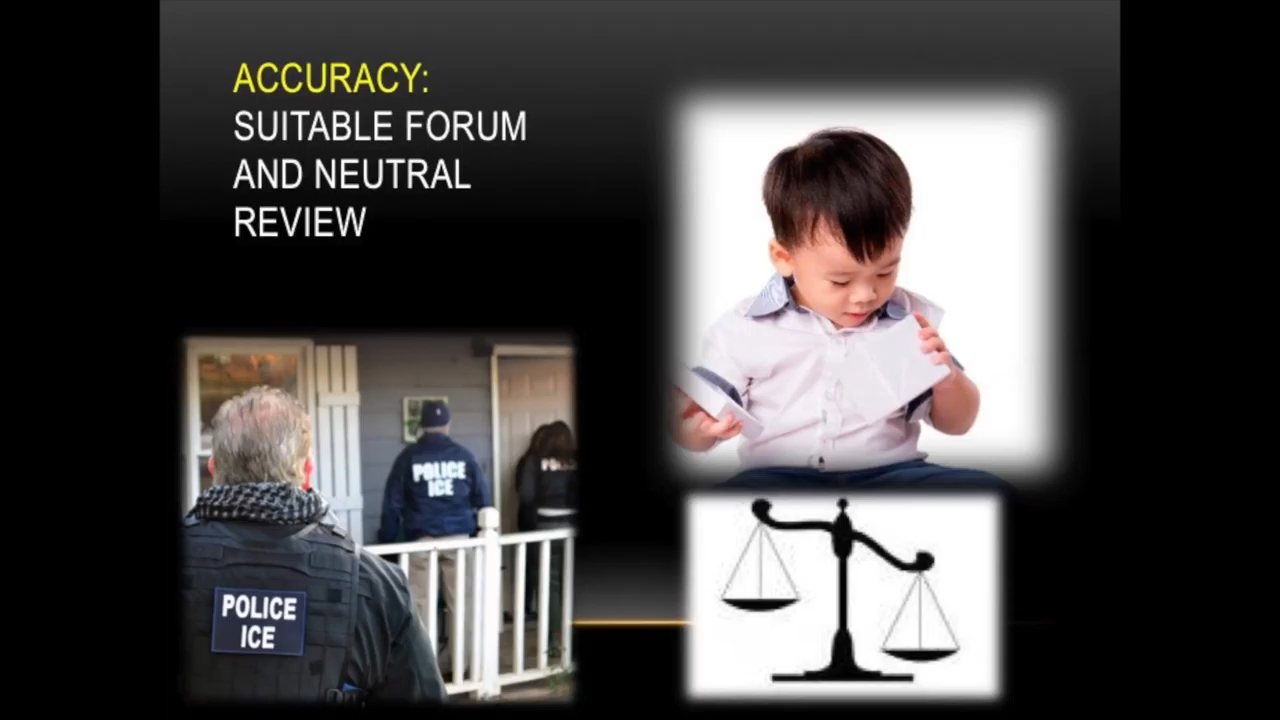 ACCURACY:
SUITABLE FORUM
AND NEUTRAL
REVIEW
POLICE
ICE
POLICE
ICE